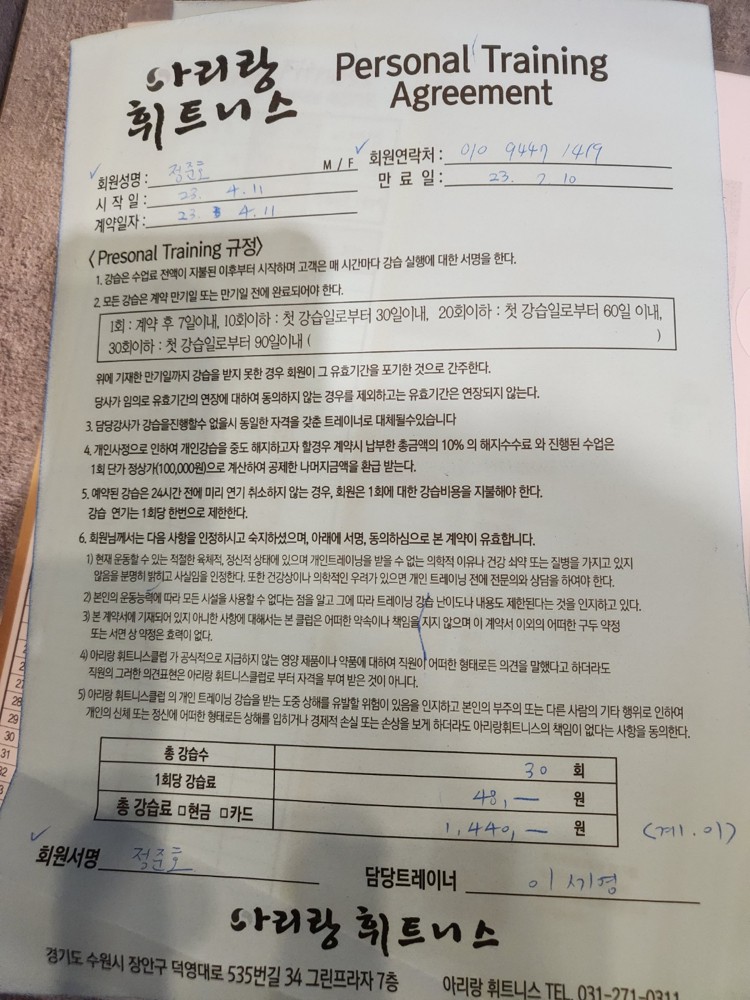 아리랑 휘트니스
Personal Training Agreement
회원성명 : 정준호 M / F
회원연락처 : 010 9447 1419
시 작 일 : 23. 4. 11
만 료 일 : 23. 7. 10
계약일자 : 23. 4. 11
〈Presonal Training 규정〉
1. 강습은 수업료 전액이 지불된 이후부터 시작하며 고객은 매 시간마다 강습 실행에 대한 서명을 한다.
2. 모든 강습은 계약 만기일 또는 만기일 전에 완료되어야 한다.
1회 : 계약 후 7일이내, 10회이하 : 첫 강습일로부터 30일이내, 20회이하 : 첫 강습일로부터 60일 이내,
30회이하 : 첫 강습일로부터 90일이내 ( )
위에 기재한 만기일까지 강습을 받지 못한 경우 회원이 그 유효기간을 포기한 것으로 간주한다.
당사가 임의로 유효기간의 연장에 대하여 동의하지 않는 경우를 제외하고는 유효기간은 연장되지 않는다.
3. 담당강사가 강습을진행할수 없을시 동일한 자격을 갖춘 트레이너로 대체될수있습니다
4. 개인사정으로 인하여 개인강습을 중도 해지하고자 할경우 계약시 납부한 총금액의 10% 의 해지수수료 와 진행된 수업은
1회 단가 정상가(100,000원)으로 계산하여 공제한 나머지금액을 환급 받는다.
5. 예약된 강습은 24시간 전에 미리 연기 취소하지 않는 경우, 회원은 1회에 대한 강습비용을 지불해야 한다.
강습 연기는 1회당 한번으로 제한한다.
6. 회원님께서는 다음 사항을 인정하시고 숙지하셨으며, 아래에 서명, 동의하심으로 본 계약이 유효합니다.
1) 현재 운동할 수 있는 적절한 육체적, 정신적 상태에 있으며 개인트레이닝을 받을 수 없는 의학적 이유나 건강 쇠약 또는 질병을 가지고 있지
않음을 분명히 밝히고 사실임을 인정한다. 또한 건강상이나 의학적인 우려가 있으면 개인 트레이닝 전에 전문의와 상담을 하여야 한다.
2) 본인의 운동능력에 따라 모든 시설을 사용할 수 없다는 점을 알고 그에 따라 트레이닝 강습 난이도나 내용도 제한된다는 것을 인지하고 있다.
3) 본 계약서에 기재되어 있지 아니한 사항에 대해서는 본 클럽은 어떠한 약속이나 책임을 지지 않으며 이 계약서 이외의 어떠한 구두 약정
또는 서면 상 약정은 효력이 없다.
4) 아리랑 휘트니스클럽 가 공식적으로 지급하지 않는 영양 제품이나 약품에 대하여 직원이 어떠한 형태로든 의견을 말했다고 하더라도
직원의 그러한 의견표현은 아리랑 휘트니스클럽로 부터 자격을 부여 받은 것이 아니다.
5) 아리랑 휘트니스클럽 의 개인 트레이닝 강습을 받는 도중 상해를 유발할 위험이 있음을 인지하고 본인의 부주의 또는 다른 사람의 기타 행위로 인하여
개인의 신체 또는 정신에 어떠한 형태로든 상해를 입히거나 경제적 손실 또는 손상을 보게 하더라도 아리랑휘트니스의 책임이 없다는 사항을 동의한다.
총 강습수 30 회
1회당 강습료 48,— 원
총 강습료 □현금 □카드 1,440,— 원 (계.이)
회원서명 정준호
담당트레이너 이서영
아리랑 휘트니스
경기도 수원시 장안구 덕영대로 535번길 34 그린프라자 7층
아리랑 휘트니스 TEL 031-271-0311
27
28
29
30
31
32
33